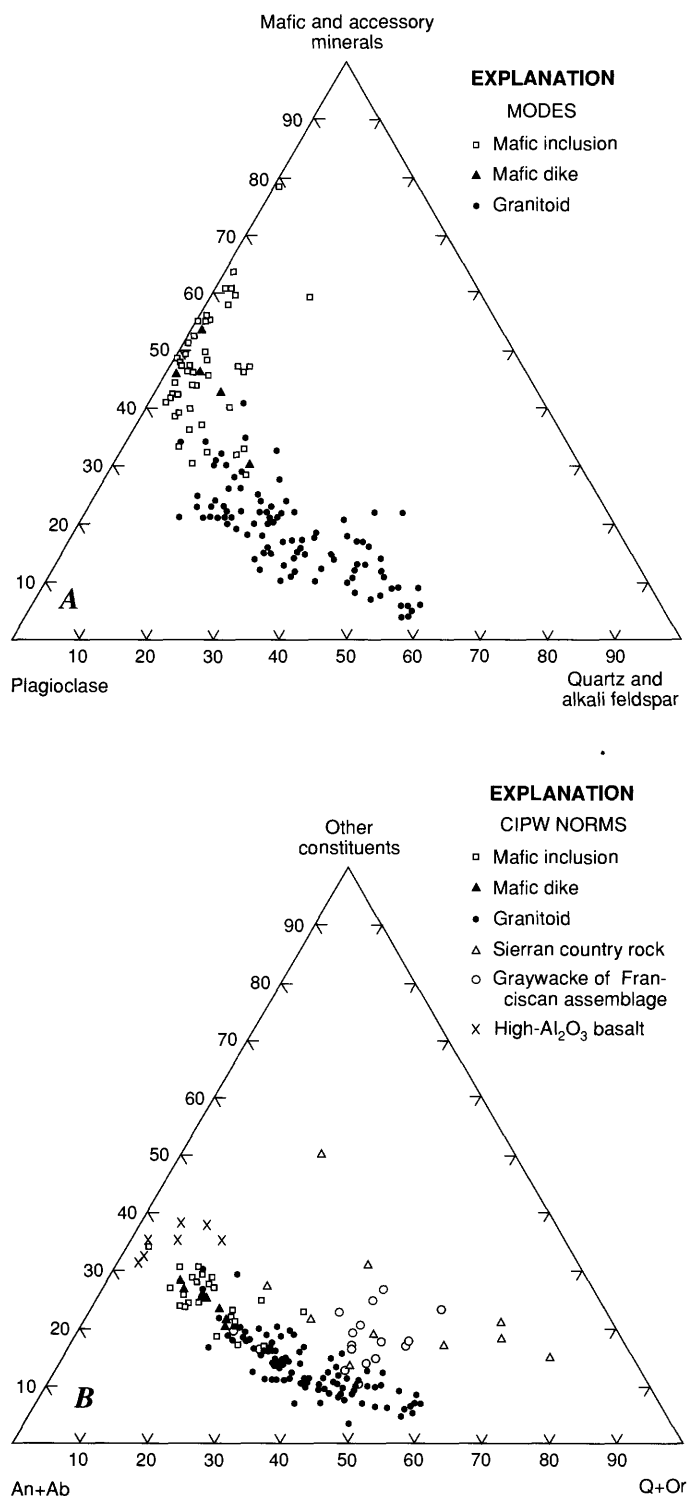 Mafic and accessory
minerals
EXPLANATION
MODES
Mafic inclusion
Mafic dike
Granitoid
90
80
70
60
50
40
30
20
10
A
10 20 30 40 50 60 70 80 90
Plagioclase
Quartz and
alkali feldspar
EXPLANATION
CIPW NORMS
Other
constituents
Mafic inclusion
Mafic dike
Granitoid
Sierran country rock
Graywacke of Fran-
ciscan assemblage
High-Al₂O₃ basalt
90
80
70
60
50
40
30
20
10
B
10 20 30 40 50 60 70 80 90
An+Ab
Q+Or